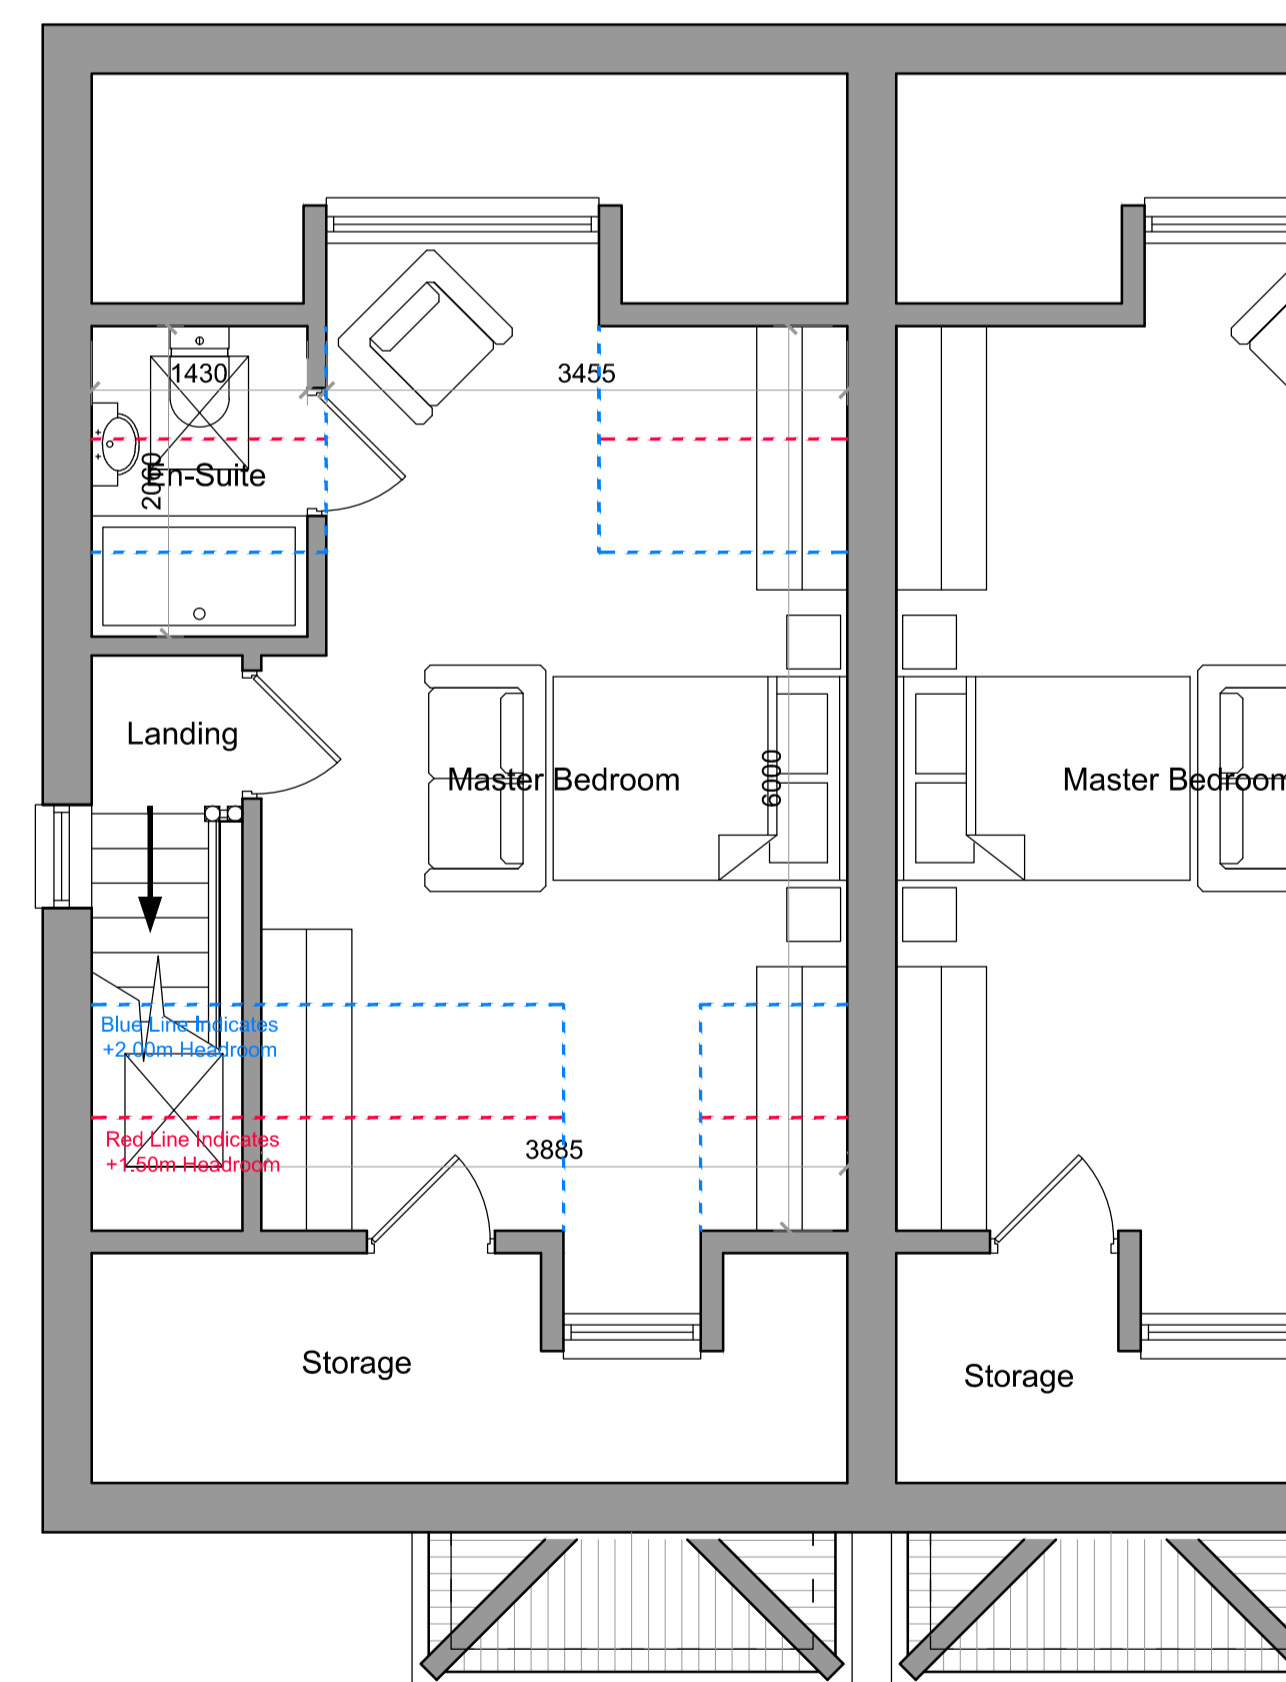 1430
3455
2060
En-Suite
Landing
Master Bedroom
6000
Master Bedroom
Blue Line Indicates
+2.00m Headroom
Red Line Indicates
+1.50m Headroom
3885
Storage
Storage